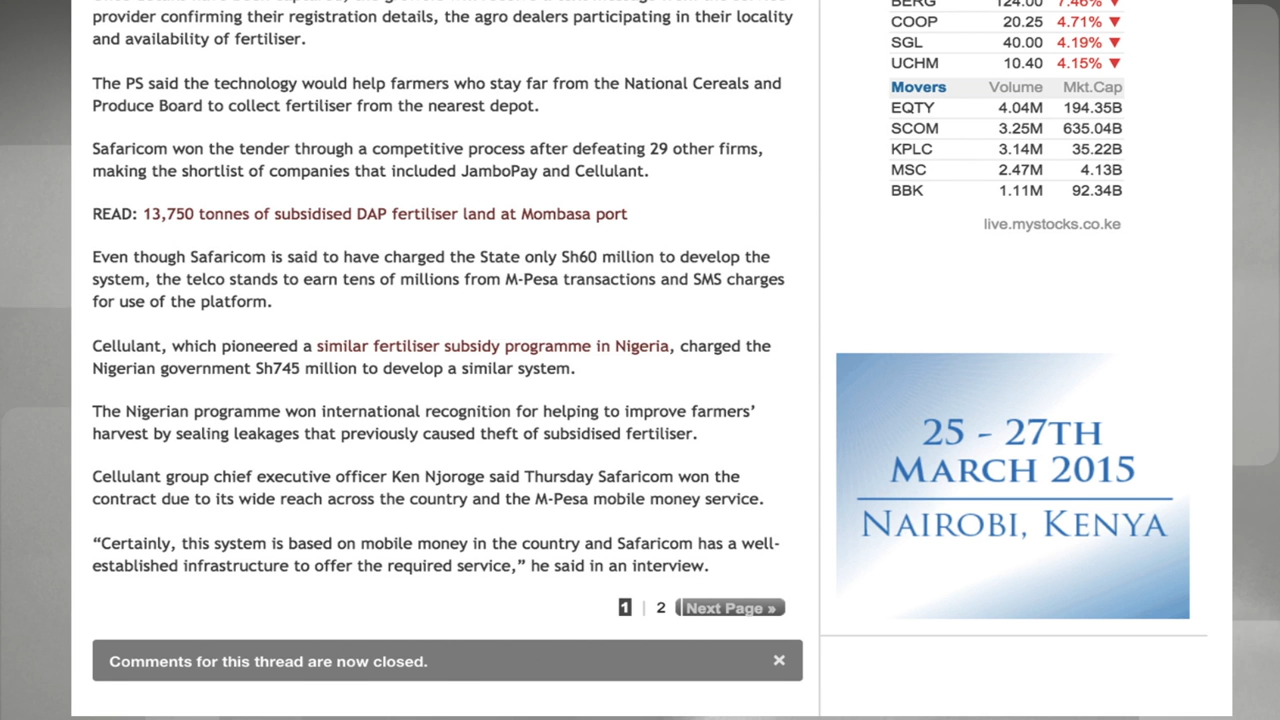 provider confirming their registration details, the agro dealers participating in their locality
and availability of fertiliser.
The PS said the technology would help farmers who stay far from the National Cereals and
Produce Board to collect fertiliser from the nearest depot.
Safaricom won the tender through a competitive process after defeating 29 other firms,
making the shortlist of companies that included JamboPay and Cellulant.
READ: 13,750 tonnes of subsidised DAP fertiliser land at Mombasa port
Even though Safaricom is said to have charged the State only Sh60 million to develop the
system, the telco stands to earn tens of millions from M-Pesa transactions and SMS charges
for use of the platform.
Cellulant, which pioneered a similar fertiliser subsidy programme in Nigeria, charged the
Nigerian government Sh745 million to develop a similar system.
The Nigerian programme won international recognition for helping to improve farmers’
harvest by sealing leakages that previously caused theft of subsidised fertiliser.
Cellulant group chief executive officer Ken Njoroge said Thursday Safaricom won the
contract due to its wide reach across the country and the M-Pesa mobile money service.
“Certainly, this system is based on mobile money in the country and Safaricom has a well-
established infrastructure to offer the required service,” he said in an interview.
1 | 2 Next Page »
Comments for this thread are now closed. ×
BERG 124.00 7.46% ▼
COOP 20.25 4.71% ▼
SGL 40.00 4.19% ▼
UCHM 10.40 4.15% ▼
Movers Volume Mkt.Cap
EQTY 4.04M 194.35B
SCOM 3.25M 635.04B
KPLC 3.14M 35.22B
MSC 2.47M 4.13B
BBK 1.11M 92.34B
live.mystocks.co.ke
25 - 27TH
MARCH 2015
NAIROBI, KENYA